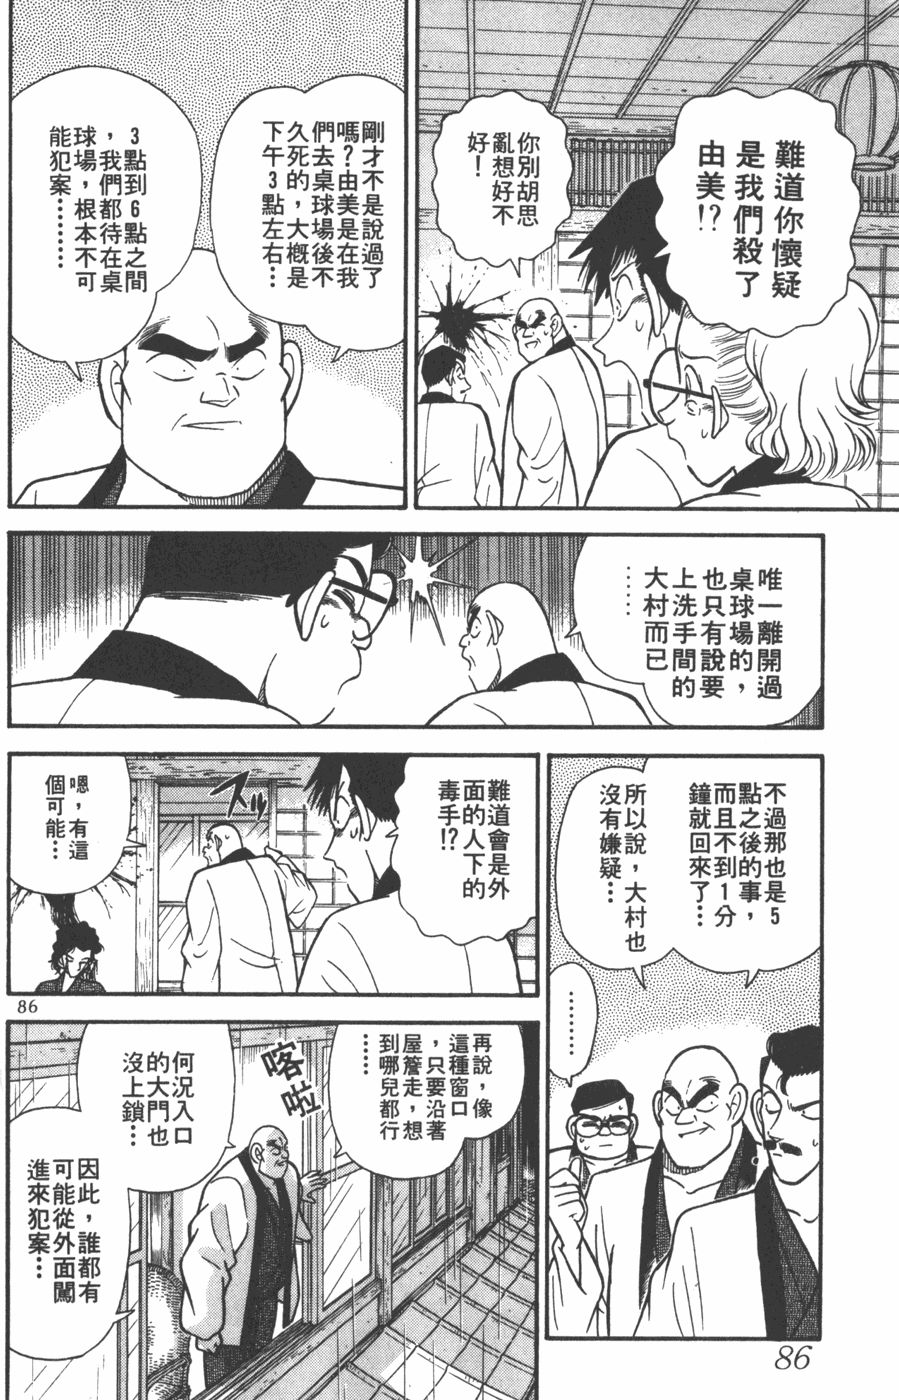 難道你懷疑
是我們殺了
由美!?
你別胡思
亂想好不
好！
剛才不是說過了
嗎？由美是在我
們去桌球場後不
久死的，大概是
下午3點左右…
3點到6點之間
，我們都待在桌
球場，根本不可
能犯案………
唯一離開過
桌球場的，
也只有說要
上洗手間的
大村而已
……
不過那也是5
點之後的事，
而且不到1分
鐘就回來了…
所以說，大村也
沒有嫌疑…
……
難道會是外
面的人下的
毒手!?
スル
嗯，有這
個可能…
86
再說，像
這種窗口
，只要沿著
屋簷走，想
到哪兒都行
……
喀啦
何況入口
的大門也
沒上鎖…
因此，誰都有
可能從外面闖
進來犯案…
86